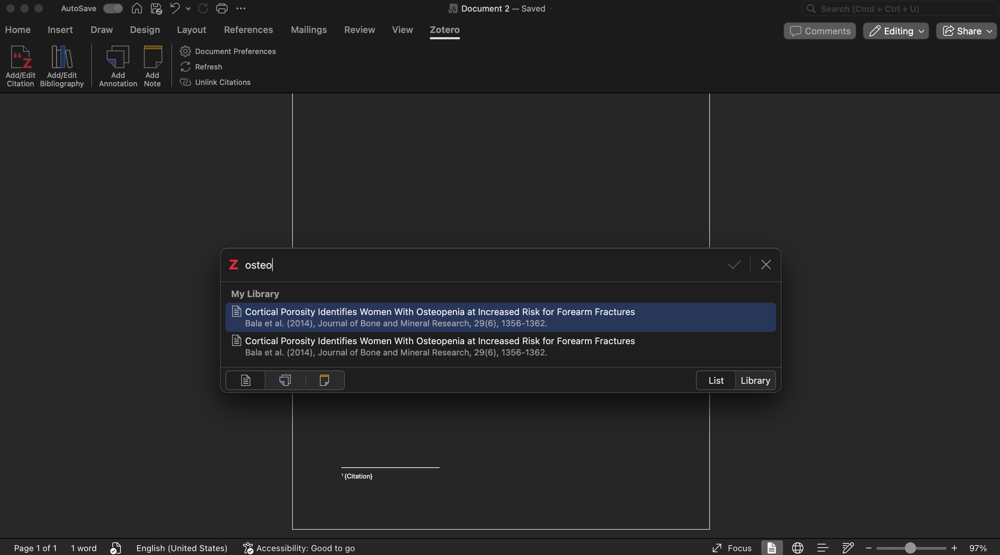 AutoSave
Document 2 — Saved
Search (Cmd + Ctrl + U)
Home Insert Draw Design Layout References Mailings Review View Zotero
Comments Editing Share
Add/Edit Citation
Add/Edit Bibliography
Add Annotation
Add Note
Document Preferences
Refresh
Unlink Citations
Z osteo
My Library
Cortical Porosity Identifies Women With Osteopenia at Increased Risk for Forearm Fractures
Bala et al. (2014), Journal of Bone and Mineral Research, 29(6), 1356-1362.
Cortical Porosity Identifies Women With Osteopenia at Increased Risk for Forearm Fractures
Bala et al. (2014), Journal of Bone and Mineral Research, 29(6), 1356-1362.
List Library
¹ {Citation}
Page 1 of 1 1 word English (United States) Accessibility: Good to go Focus 97%